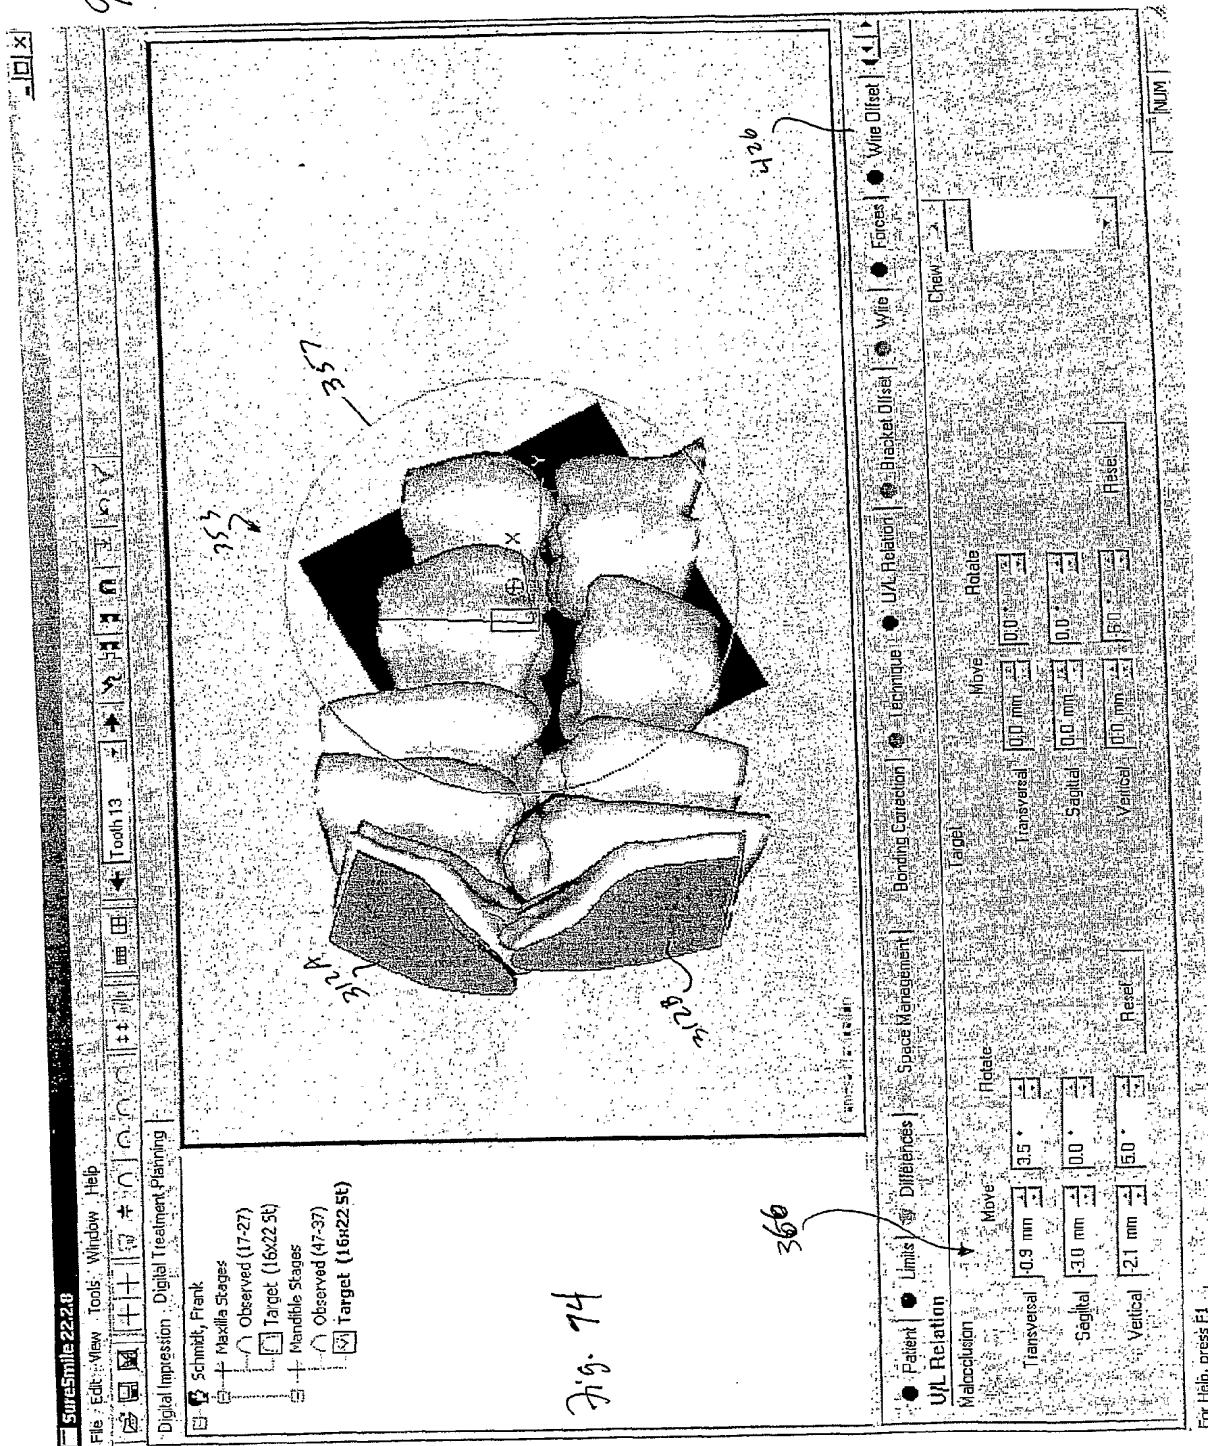 SureSmile 22.2.8
File Edit View Tools Window Help
Tooth 13
Digital Impression Digital Treatment Planning
Schmidt, Frank
Maxilla Stages
Observed (17-27)
Target (16x22 St)
Mandible Stages
Observed (47-37)
Target (16x22 St)
Fig. 74
353
357
X
Y
312A
312B
426
366
Patient Limits Differences Space Management Bonding Correction Technique U/L Relation Bracket Offset Wire Forces Wire Offset
U/L Relation
Malocclusion Target Chew
Move Rotate Move Rotate
Transversal -0.9 mm 3.5 ° Transversal 0.0 mm 0.0 °
Sagittal -3.0 mm 0.0 ° Sagittal 0.0 mm 0.0 °
Vertical -2.1 mm 5.0 ° Vertical 0.0 mm
Reset Reset
For Help, press F1
NUM